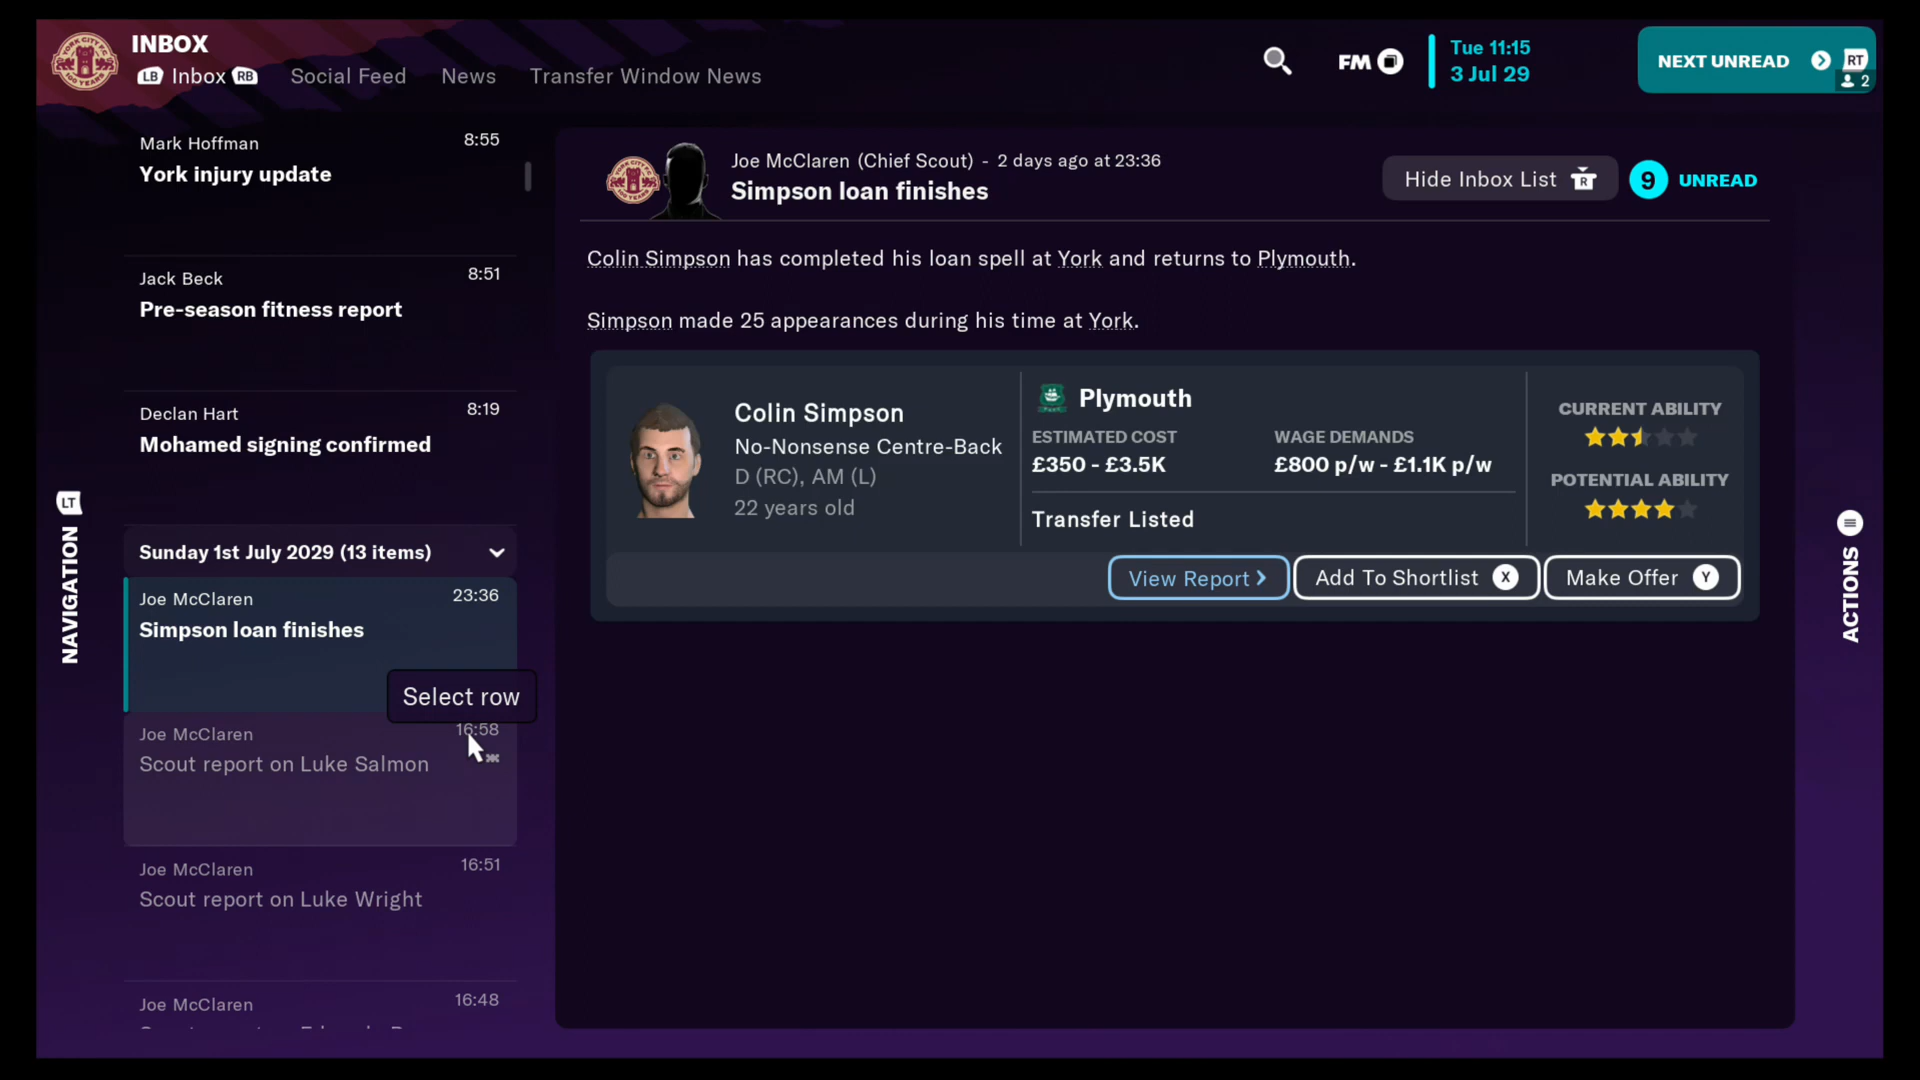 INBOX
LB Inbox RB Social Feed News Transfer Window News
FM
Tue 11:15
3 Jul 29
NEXT UNREAD RT
2
Mark Hoffman 8:55
York injury update
Jack Beck 8:51
Pre-season fitness report
Declan Hart 8:19
Mohamed signing confirmed
Sunday 1st July 2029 (13 items)
Joe McClaren 23:36
Simpson loan finishes
Select row
Joe McClaren 16:58
Scout report on Luke Salmon
Joe McClaren 16:51
Scout report on Luke Wright
Joe McClaren 16:48
LT
NAVIGATION
Joe McClaren (Chief Scout) - 2 days ago at 23:36
Simpson loan finishes
Hide Inbox List R
9 UNREAD
Colin Simpson has completed his loan spell at York and returns to Plymouth.
Simpson made 25 appearances during his time at York.
Colin Simpson
No-Nonsense Centre-Back
D (RC), AM (L)
22 years old
Plymouth
ESTIMATED COST
£350 - £3.5K
WAGE DEMANDS
£800 p/w - £1.1K p/w
Transfer Listed
CURRENT ABILITY
POTENTIAL ABILITY
View Report
Add To Shortlist X
Make Offer Y
ACTIONS